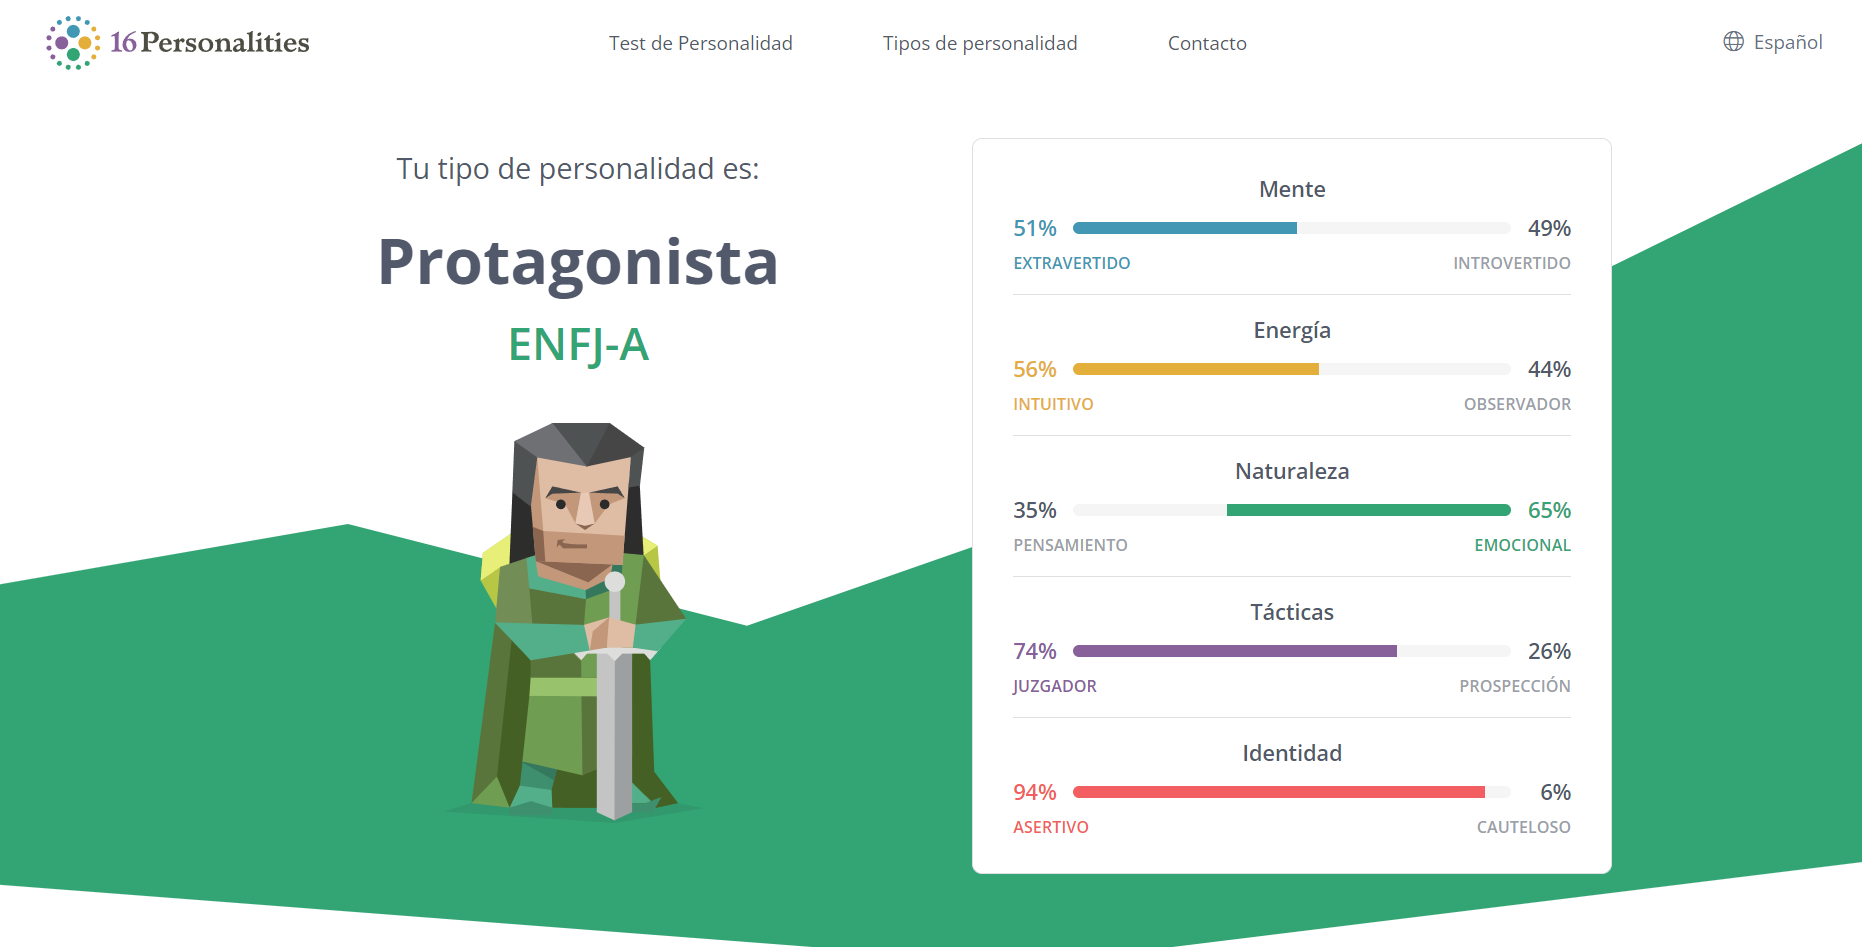 16Personalities
Test de Personalidad
Tipos de personalidad
Contacto
Español
Tu tipo de personalidad es:
Protagonista
ENFJ-A
Mente
51% 49%
EXTRAVERTIDO INTROVERTIDO
Energía
56% 44%
INTUITIVO OBSERVADOR
Naturaleza
35% 65%
PENSAMIENTO EMOCIONAL
Tácticas
74% 26%
JUZGADOR PROSPECCIÓN
Identidad
94% 6%
ASERTIVO CAUTELOSO